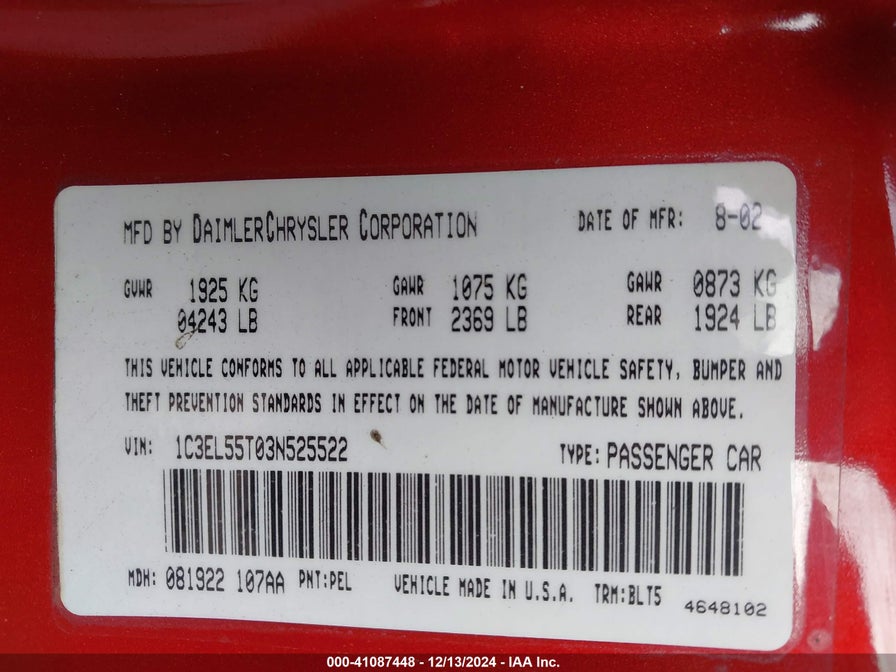 MFD BY DAIMLERCHRYSLER CORPORATION DATE OF MFR: 8-02
GVWR 1925 KG GAWR 1075 KG GAWR 0873 KG
04243 LB FRONT 2369 LB REAR 1924 LB
THIS VEHICLE CONFORMS TO ALL APPLICABLE FEDERAL MOTOR VEHICLE SAFETY, BUMPER AND
THEFT PREVENTION STANDARDS IN EFFECT ON THE DATE OF MANUFACTURE SHOWN ABOVE.
VIN: 1C3EL55T03N525522 TYPE: PASSENGER CAR
MDH: 081922 107AA PNT:PEL VEHICLE MADE IN U.S.A. TRM:BLT5
4648102
000-41087448 - 12/13/2024 - IAA Inc.